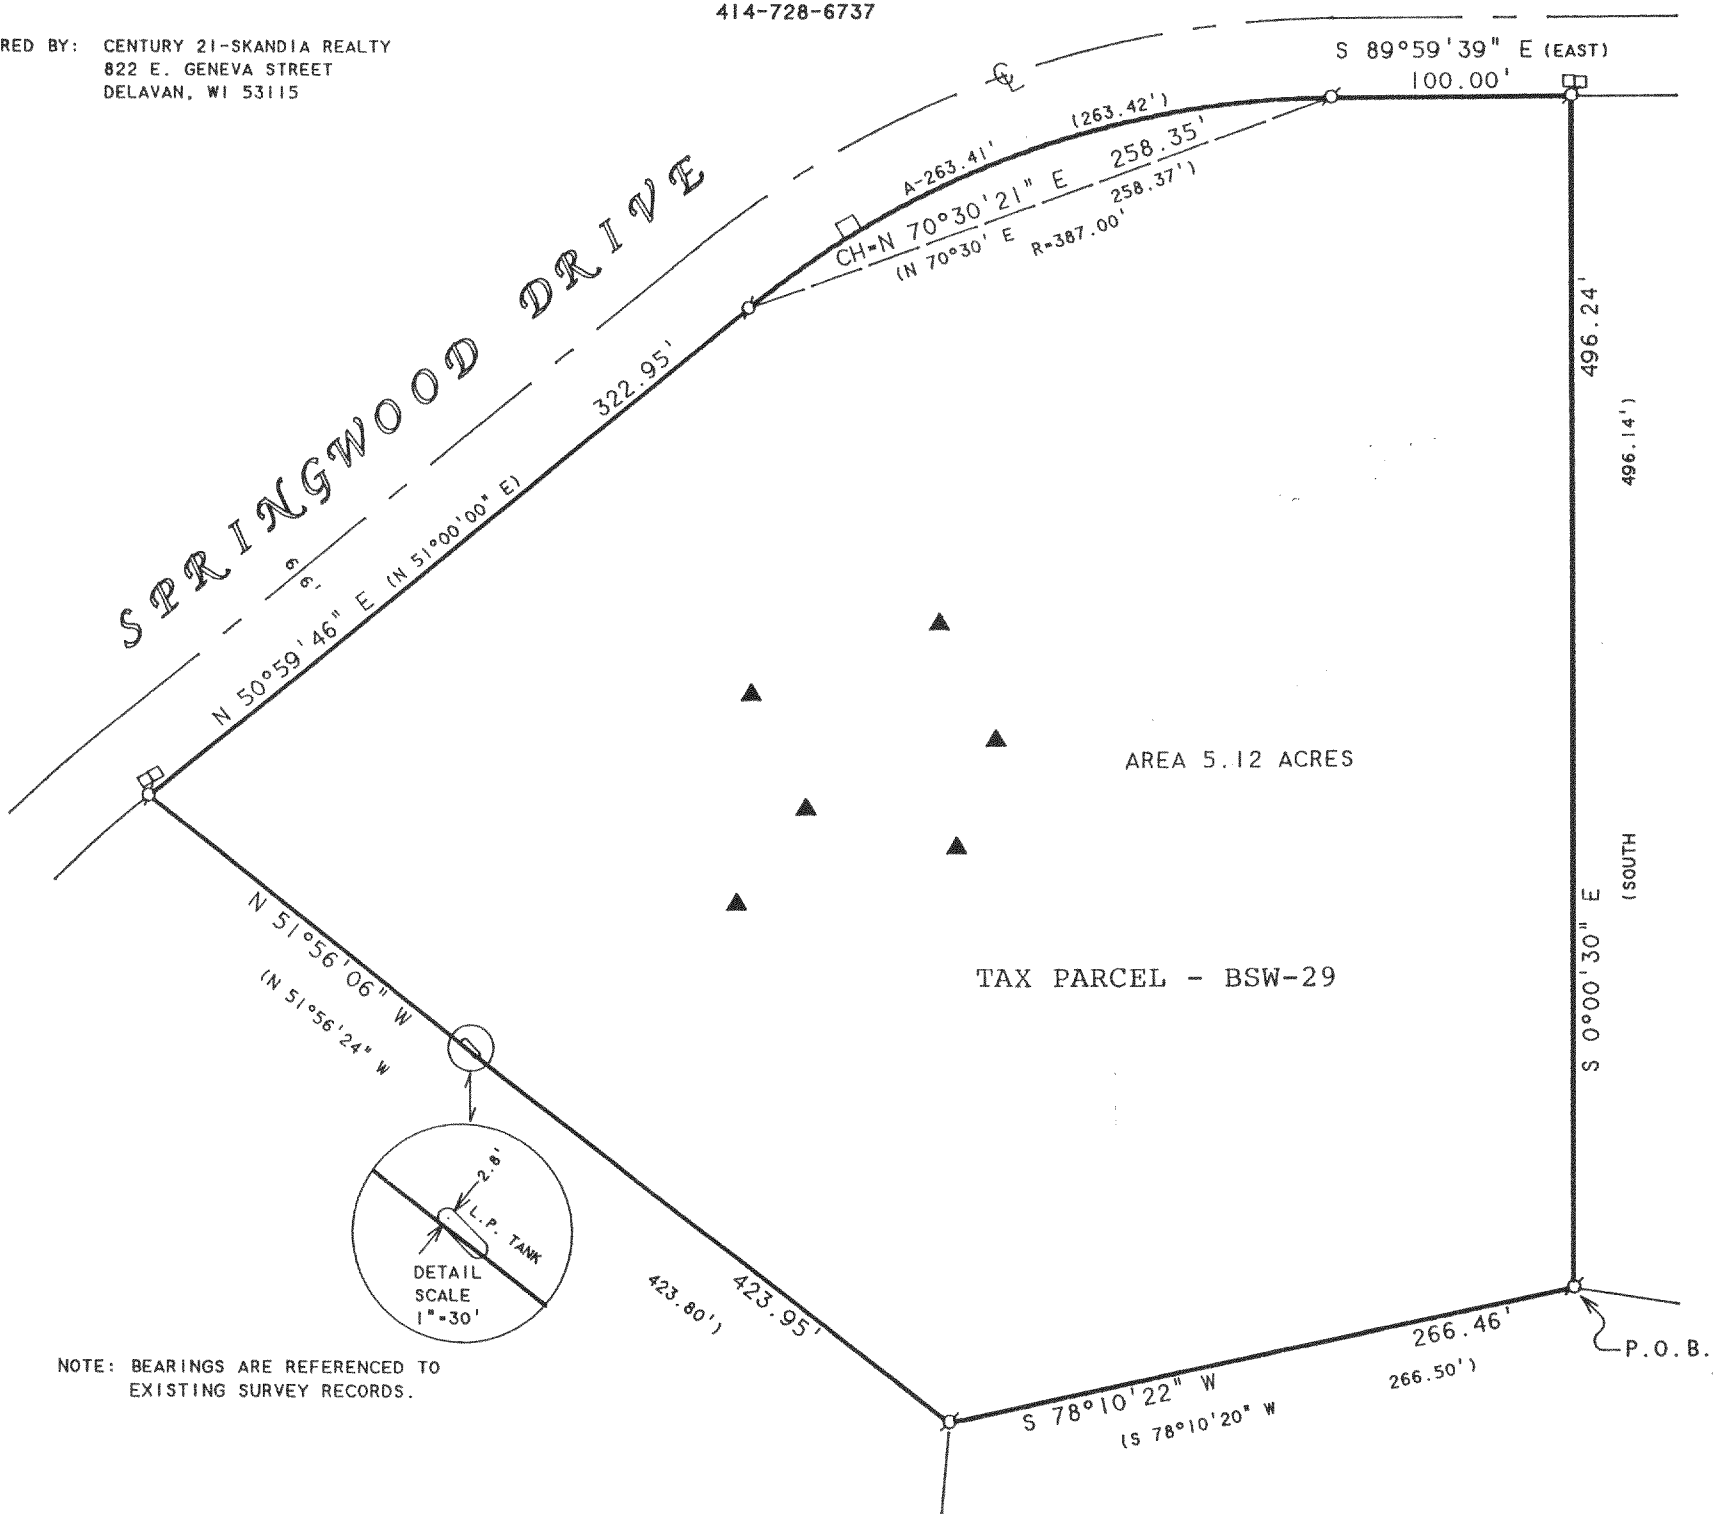 414-728-6737
RED BY: CENTURY 21-SKANDIA REALTY
822 E. GENEVA STREET
DELAVAN, WI 53115
S 89°59'39" E (EAST)
100.00'
(263.42')
A-263.41'
CH=N 70°30'21" E 258.35'
(N 70°30' E 258.37')
R=387.00'
SPRINGWOOD DRIVE
66'
322.95'
N 50°59'46" E (N 51°00'00" E)
496.24'
496.14')
AREA 5.12 ACRES
(SOUTH
S 0°00'30" E
TAX PARCEL - BSW-29
N 51°56'06" W
(N 51°56'24" W
2.8'
L.P. TANK
DETAIL
SCALE
1"=30'
423.95'
423.80')
266.46'
266.50')
P.O.B.
S 78°10'22" W
(S 78°10'20" W
NOTE: BEARINGS ARE REFERENCED TO
EXISTING SURVEY RECORDS.